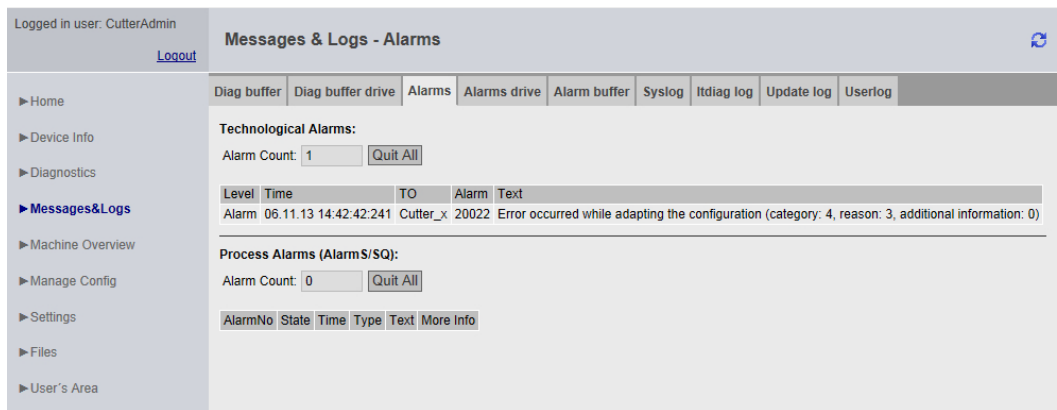 Logged in user: CutterAdmin
Logout
Messages & Logs - Alarms
►Home
►Device Info
►Diagnostics
►Messages&Logs
►Machine Overview
►Manage Config
►Settings
►Files
►User´s Area
Diag buffer Diag buffer drive Alarms Alarms drive Alarm buffer Syslog Itdiag log Update log Userlog
Technological Alarms:
Alarm Count: 1 Quit All
Level Time TO Alarm Text
Alarm 06.11.13 14:42:42:241 Cutter_x 20022 Error occurred while adapting the configuration (category: 4, reason: 3, additional information: 0)
Process Alarms (AlarmS/SQ):
Alarm Count: 0 Quit All
AlarmNo State Time Type Text More Info